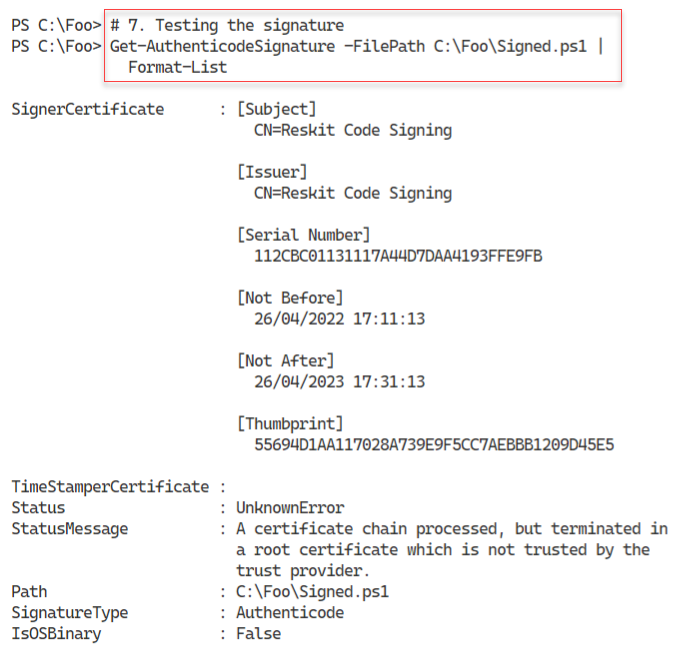 PS C:\Foo> # 7. Testing the signature
PS C:\Foo> Get-AuthenticodeSignature -FilePath C:\Foo\Signed.ps1 |
Format-List
SignerCertificate : [Subject]
CN=Reskit Code Signing
[Issuer]
CN=Reskit Code Signing
[Serial Number]
112CBC01131117A44D7DAA4193FFE9FB
[Not Before]
26/04/2022 17:11:13
[Not After]
26/04/2023 17:31:13
[Thumbprint]
55694D1AA117028A739E9F5CC7AEBBB1209D45E5
TimeStamperCertificate :
Status : UnknownError
StatusMessage : A certificate chain processed, but terminated in
a root certificate which is not trusted by the
trust provider.
Path : C:\Foo\Signed.ps1
SignatureType : Authenticode
IsOSBinary : False